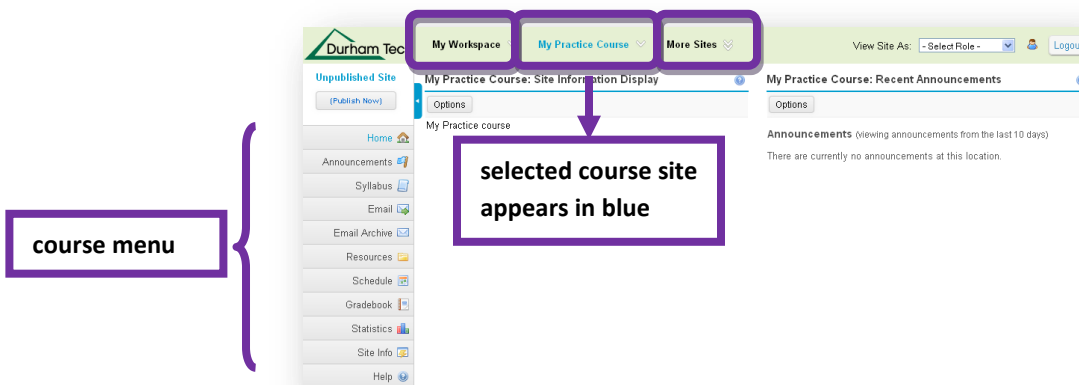 Durham Tec
My Workspace
My Practice Course
More Sites
View Site As: - Select Role -
Logou
Unpublished Site
(Publish Now)
My Practice Course: Site Information Display
Options
My Practice course
My Practice Course: Recent Announcements
Options
Announcements (viewing announcements from the last 10 days)
There are currently no announcements at this location.
selected course site
appears in blue
course menu
Home
Announcements
Syllabus
Email
Email Archive
Resources
Schedule
Gradebook
Statistics
Site Info
Help